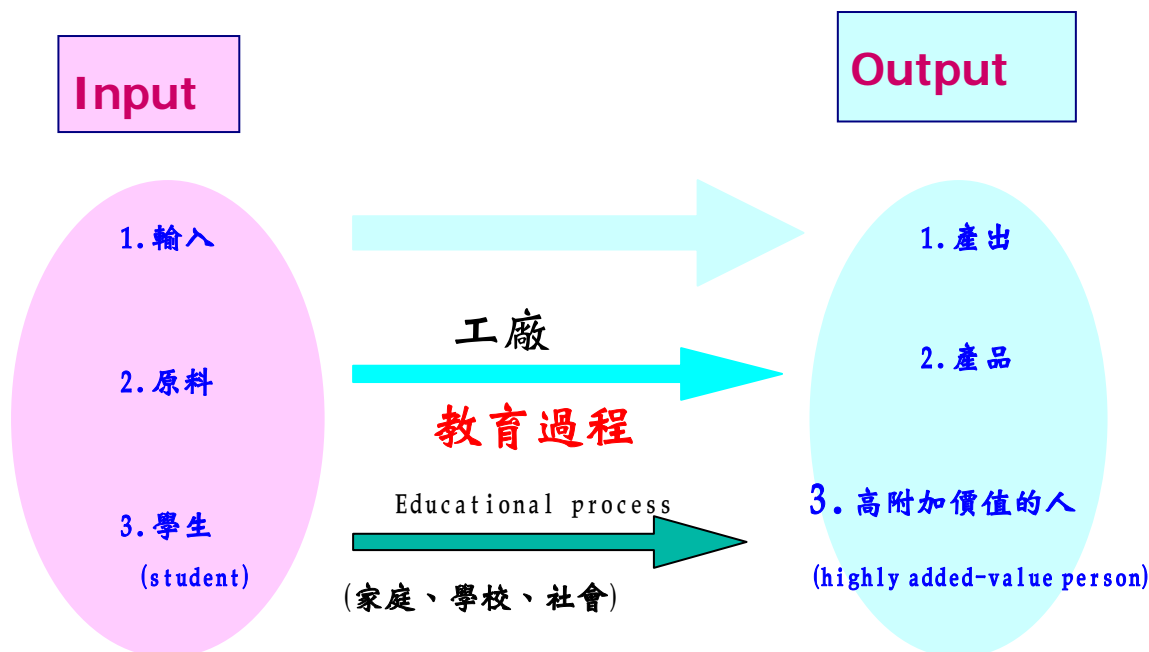 Input
Output
1.輸入
1.產出
工廠
2.原料
2.產品
教育過程
Educational process
3.學生
3.高附加價值的人
(student)
(家庭、學校、社會)
(highly added-value person)